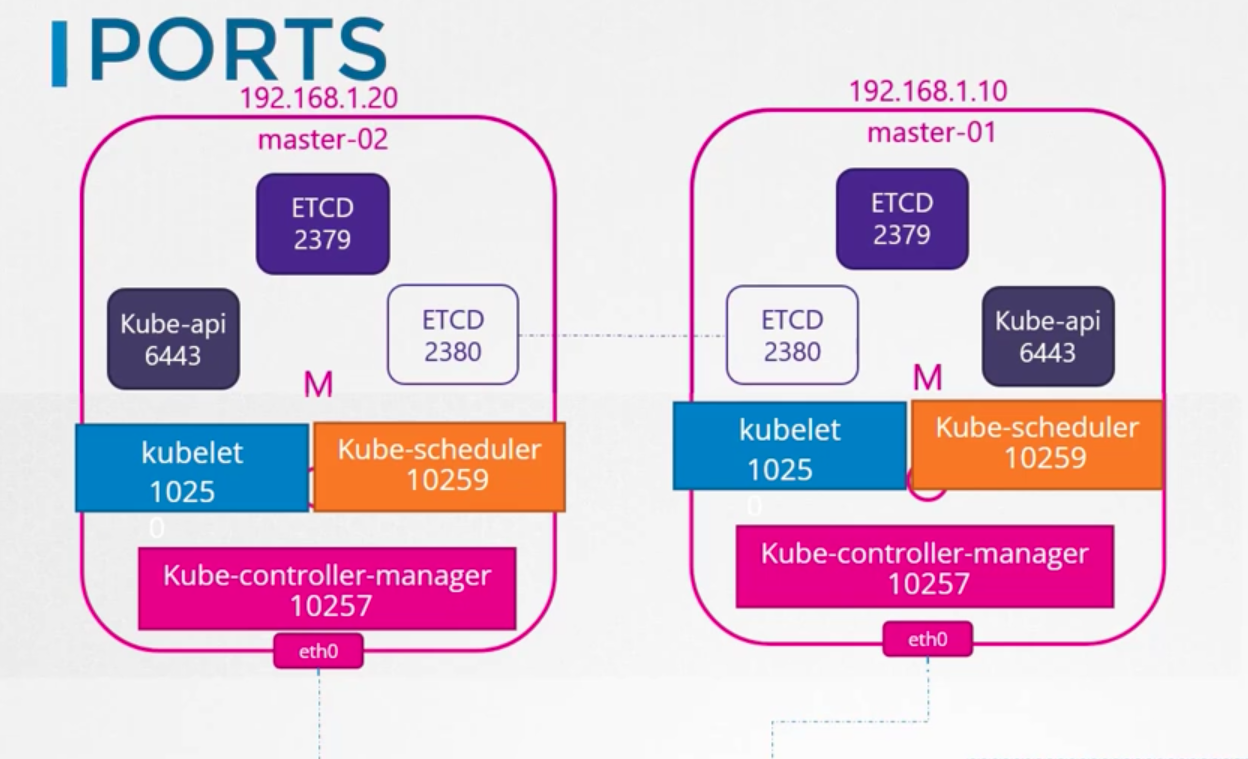 PORTS
192.168.1.20
master-02
ETCD
2379
Kube-api
6443
ETCD
2380
M
kubelet
1025
0
Kube-scheduler
10259
Kube-controller-manager
10257
eth0
192.168.1.10
master-01
ETCD
2379
ETCD
2380
Kube-api
6443
M
kubelet
1025
0
Kube-scheduler
10259
Kube-controller-manager
10257
eth0